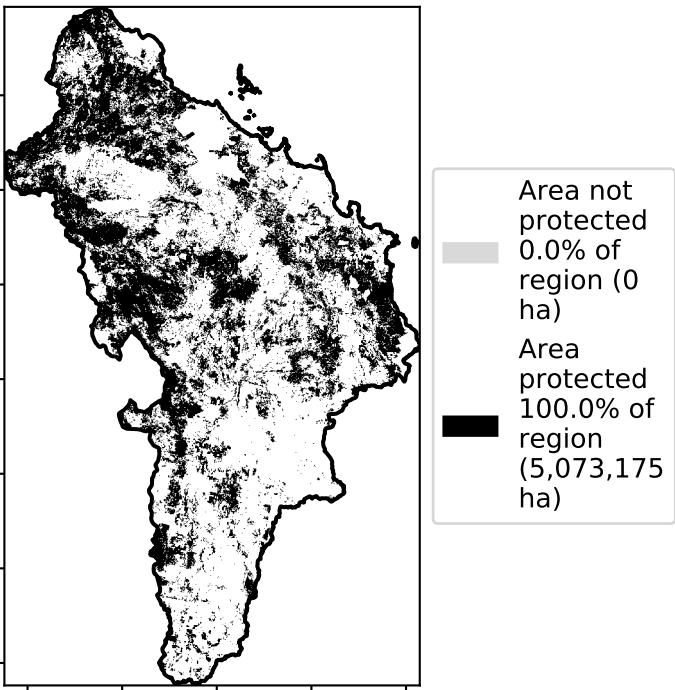 Area not
protected
0.0% of
region (0
ha)
Area
protected
100.0% of
region
(5,073,175
ha)